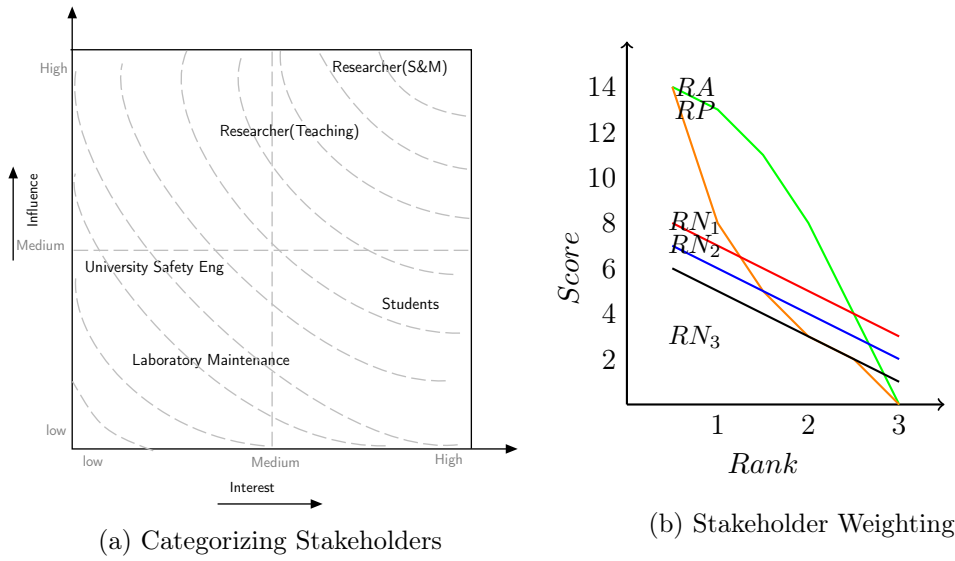 High
Researcher(S&M)
Researcher(Teaching)
Influence
Medium
University Safety Eng
Students
Laboratory Maintenance
low
low
Medium
High
Interest
(a) Categorizing Stakeholders
14
12
10
8
6
4
2
RA
RP
RN1
RN2
RN3
Score
1 2 3
Rank
(b) Stakeholder Weighting